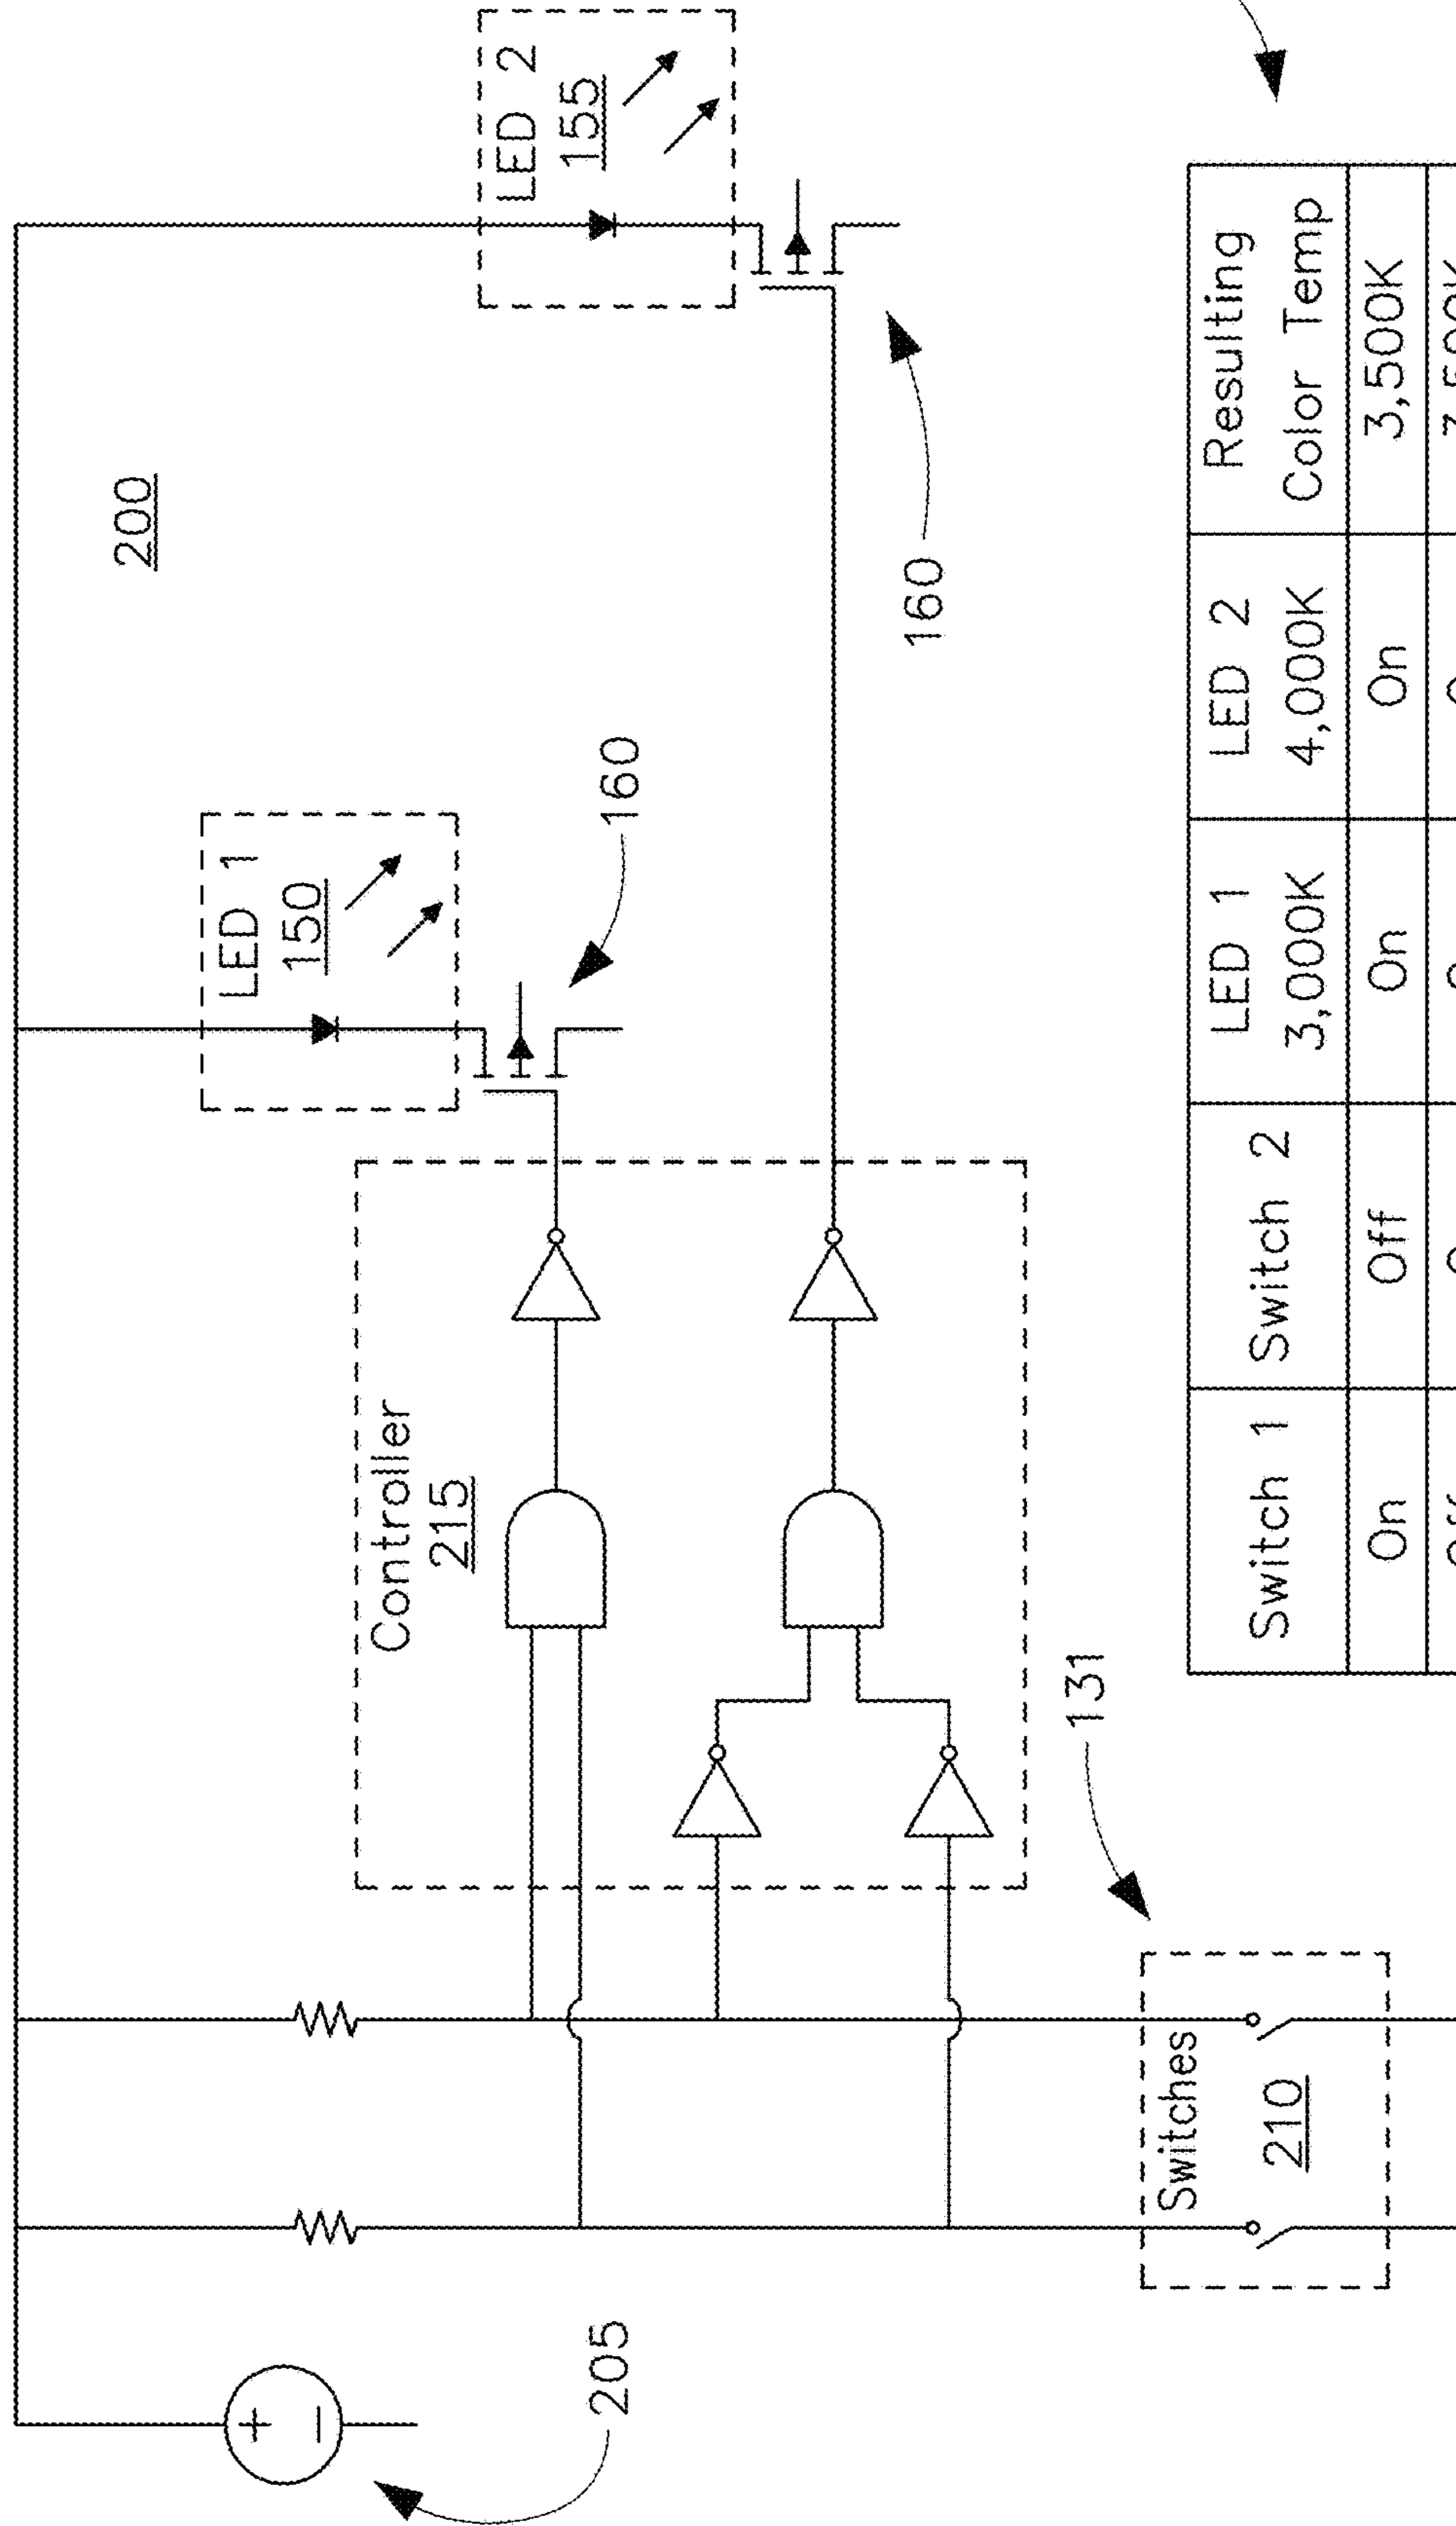 200
LED 2
155
LED 1
150
160
160
Controller
215
131
Switches
210
205
+
−
Switch 1
Switch 2
LED 1
3,000K
LED 2
4,000K
Resulting
Color Temp
On
Off
On
On
3,500K